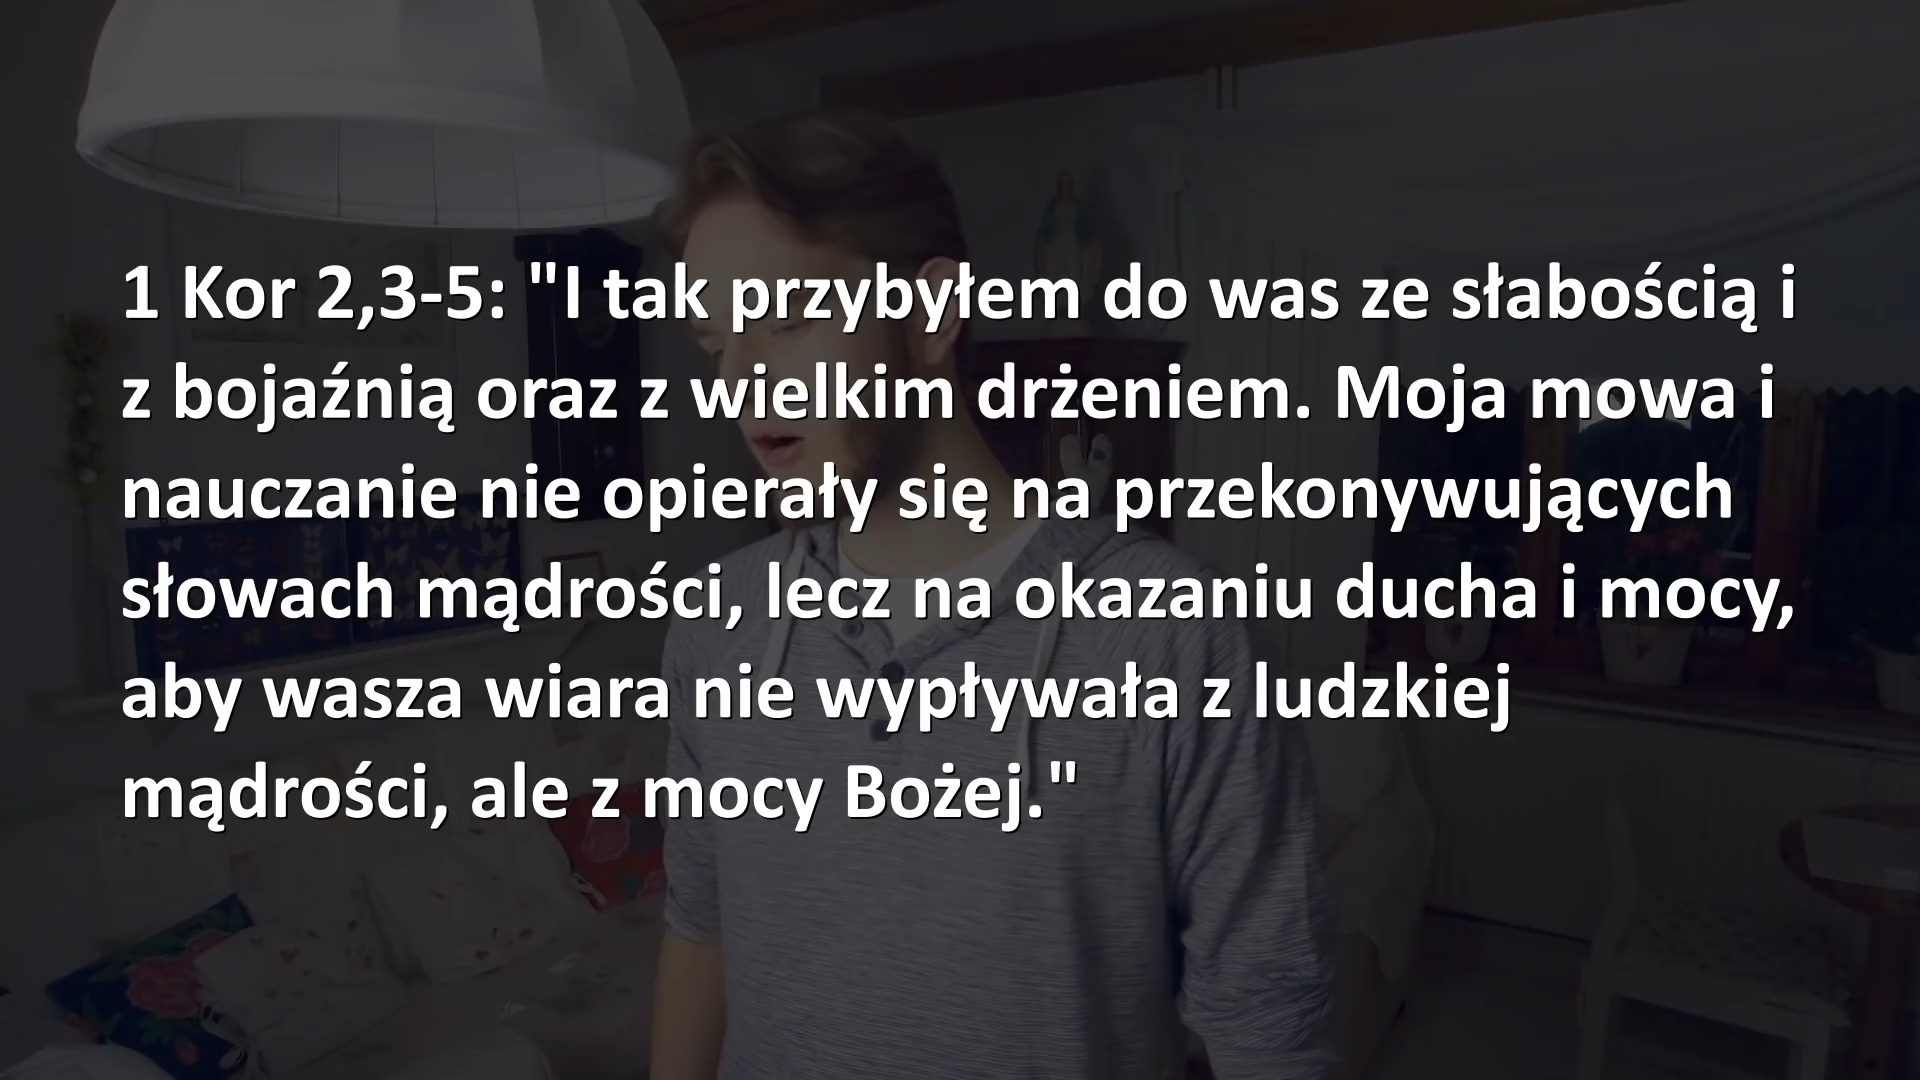 1 Kor 2,3-5: "I tak przybyłem do was ze słabością i
z bojaźnią oraz z wielkim drżeniem. Moja mowa i
nauczanie nie opierały się na przekonywujących
słowach mądrości, lecz na okazaniu ducha i mocy,
aby wasza wiara nie wypływała z ludzkiej
mądrości, ale z mocy Bożej."